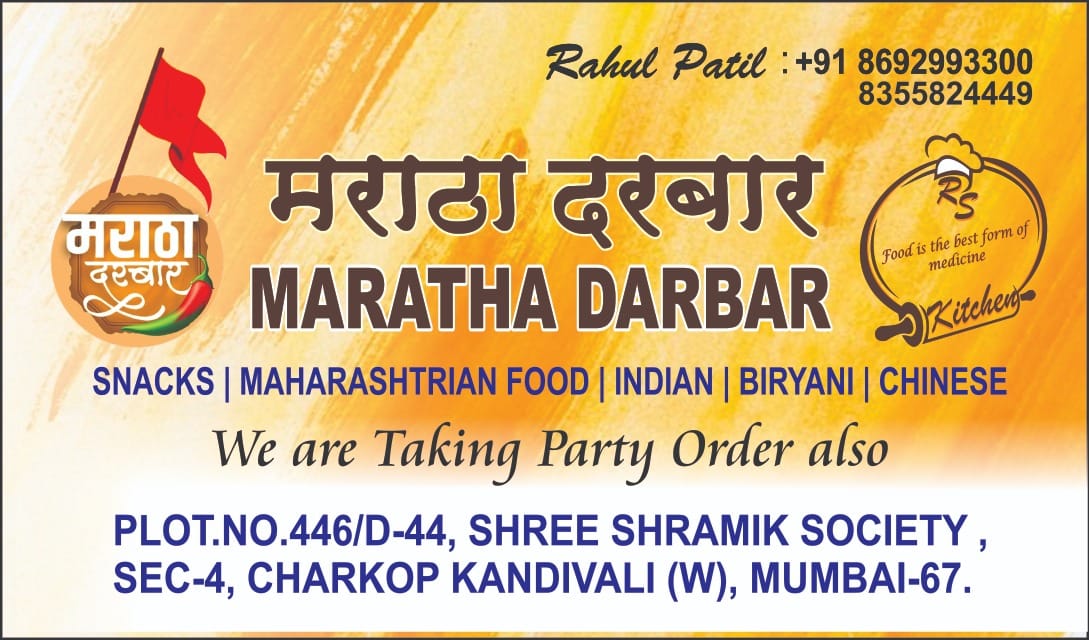 Rahul Patil : +91 8692993300
8355824449
मराठा
दरबार
मराठा दरबार
MARATHA DARBAR
RS
Food is the best form of
medicine
Kitchen
SNACKS | MAHARASHTRIAN FOOD | INDIAN | BIRYANI | CHINESE
We are Taking Party Order also
PLOT.NO.446/D-44, SHREE SHRAMIK SOCIETY ,
SEC-4, CHARKOP KANDIVALI (W), MUMBAI-67.